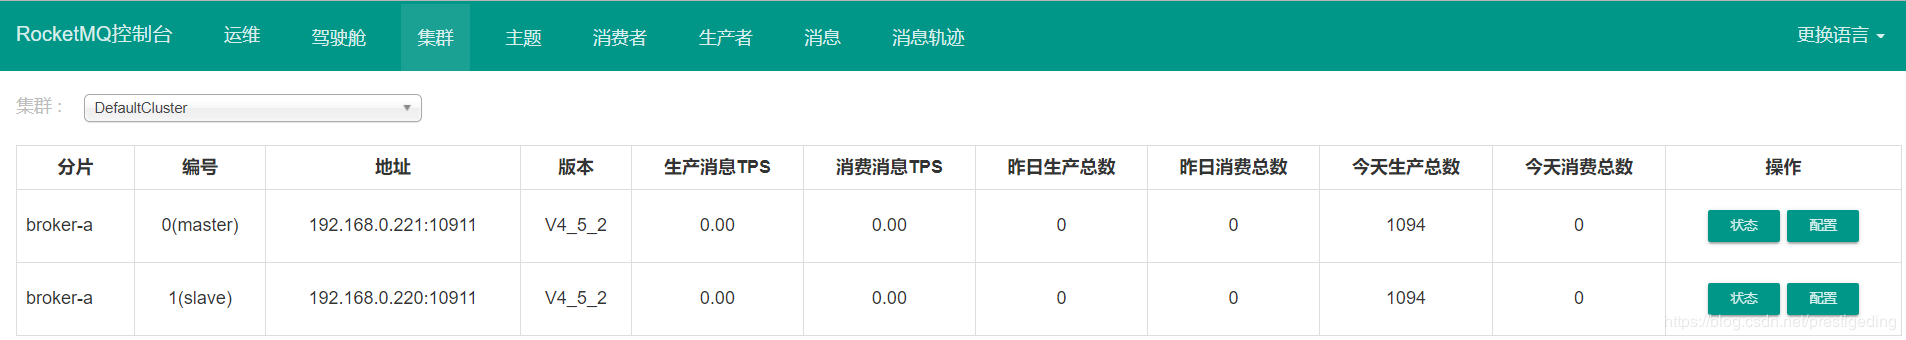 RocketMQ控制台 运维 驾驶舱 集群 主题 消费者 生产者 消息 消息轨迹 更换语言
集群： DefaultCluster
分片 编号 地址 版本 生产消息TPS 消费消息TPS 昨日生产总数 昨日消费总数 今天生产总数 今天消费总数 操作
broker-a 0(master) 192.168.0.221:10911 V4_5_2 0.00 0.00 0 0 1094 0 状态 配置
broker-a 1(slave) 192.168.0.220:10911 V4_5_2 0.00 0.00 0 0 1094 0 状态 配置
https://blog.csdn.net/prestigeding